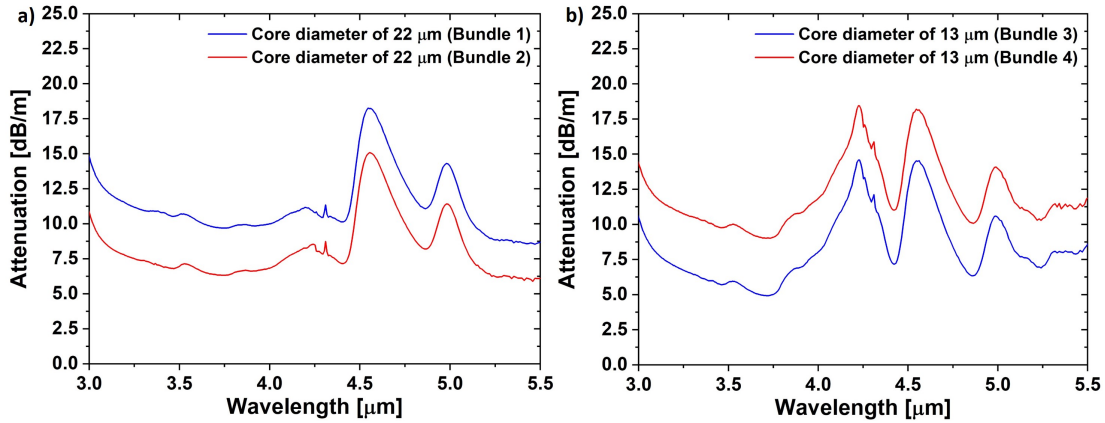 a)
25.0
22.5
20.0
17.5
15.0
12.5
10.0
7.5
5.0
2.5
0.0
Attenuation [dB/m]
Core diameter of 22 μm (Bundle 1)
Core diameter of 22 μm (Bundle 2)
3.0 3.5 4.0 4.5 5.0 5.5
Wavelength [μm]
b)
25.0
22.5
20.0
17.5
15.0
12.5
10.0
7.5
5.0
2.5
0.0
Attenuation [dB/m]
Core diameter of 13 μm (Bundle 3)
Core diameter of 13 μm (Bundle 4)
3.0 3.5 4.0 4.5 5.0 5.5
Wavelength [μm]